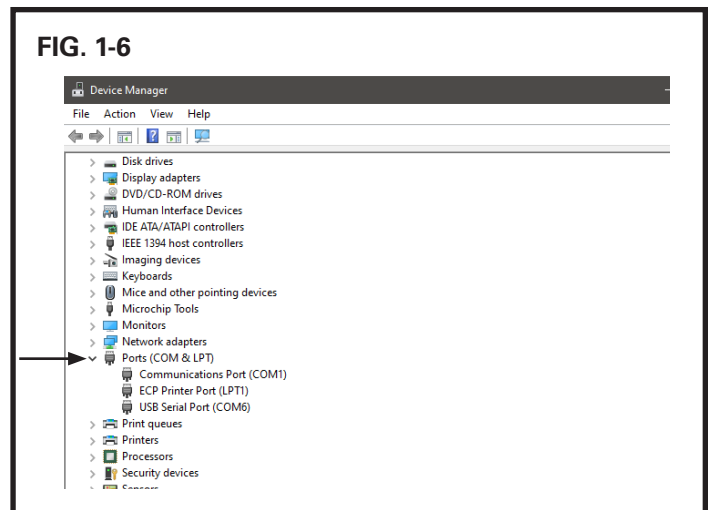 FIG. 1-6
Device Manager
File Action View Help
Disk drives
Display adapters
DVD/CD-ROM drives
Human Interface Devices
IDE ATA/ATAPI controllers
IEEE 1394 host controllers
Imaging devices
Keyboards
Mice and other pointing devices
Microchip Tools
Monitors
Network adapters
Ports (COM & LPT)
Communications Port (COM1)
ECP Printer Port (LPT1)
USB Serial Port (COM6)
Print queues
Printers
Processors
Security devices
Sensors